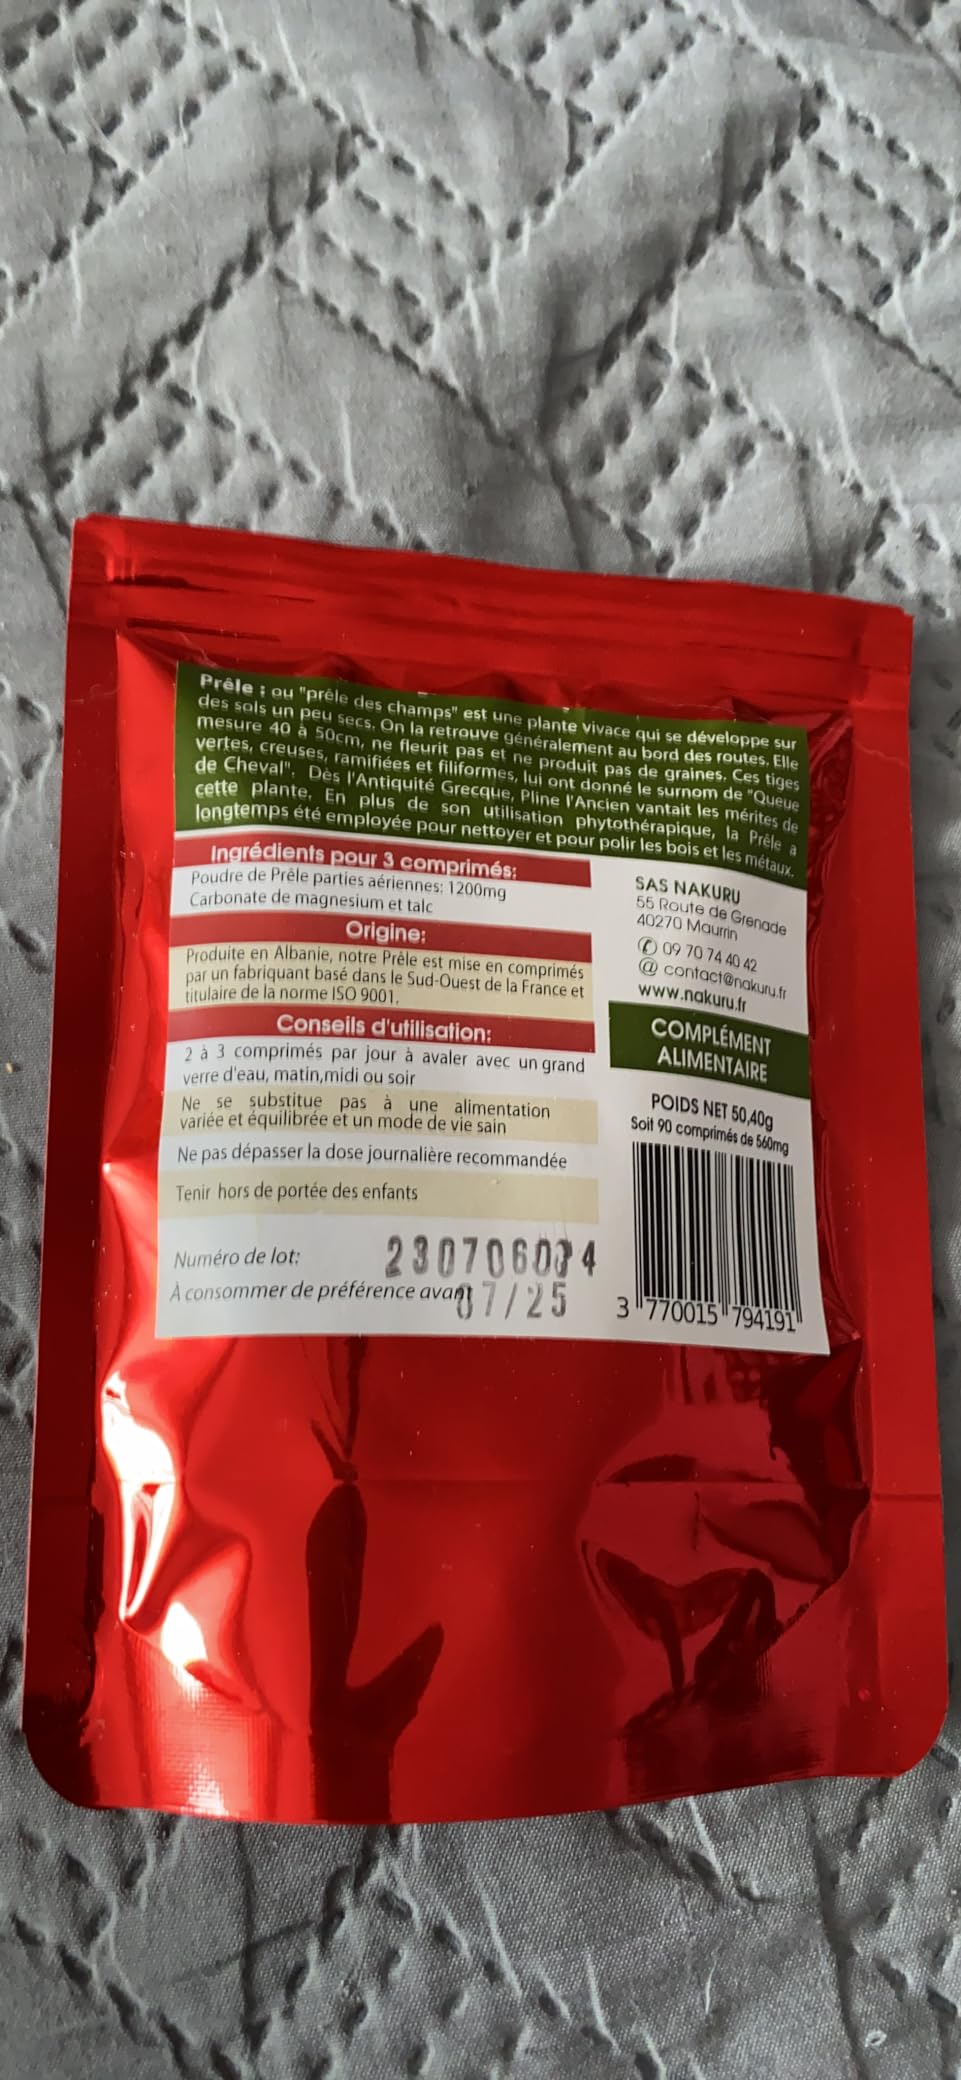 Prêle : ou "prêle des champs" est une plante vivace qui se développe sur
des sols un peu secs. On la retrouve généralement au bord des routes. Elle
mesure 40 à 50cm, ne fleurit pas et ne produit pas de graines. Ces tiges
vertes, creuses, ramifiées et filiformes, lui ont donné le surnom de "Queue
de Cheval". Dès l'Antiquité Grecque, Pline l'Ancien vantait les mérites de
cette plante. En plus de son utilisation phytothérapique, la Prêle a
longtemps été employée pour nettoyer et pour polir les bois et les métaux.
Ingrédients pour 3 comprimés:
Poudre de Prêle parties aériennes: 1200mg
Carbonate de magnesium et talc
Origine:
Produite en Albanie, notre Prêle est mise en comprimés
par un fabriquant basé dans le Sud-Ouest de la France et
titulaire de la norme ISO 9001.
Conseils d'utilisation:
2 à 3 comprimés par jour à avaler avec un grand
verre d'eau, matin,midi ou soir
Ne se substitue pas à une alimentation
variée et équilibrée et un mode de vie sain
Ne pas dépasser la dose journalière recommandée
Tenir hors de portée des enfants
Numéro de lot:
À consommer de préférence avant 07/25
SAS NAKURU
55 Route de Grenade
40270 Maurrin
09 70 74 40 42
@ contact@nakuru.fr
www.nakuru.fr
COMPLÉMENT
ALIMENTAIRE
POIDS NET 50,40g
Soit 90 comprimés de 560mg
3 770015 794191